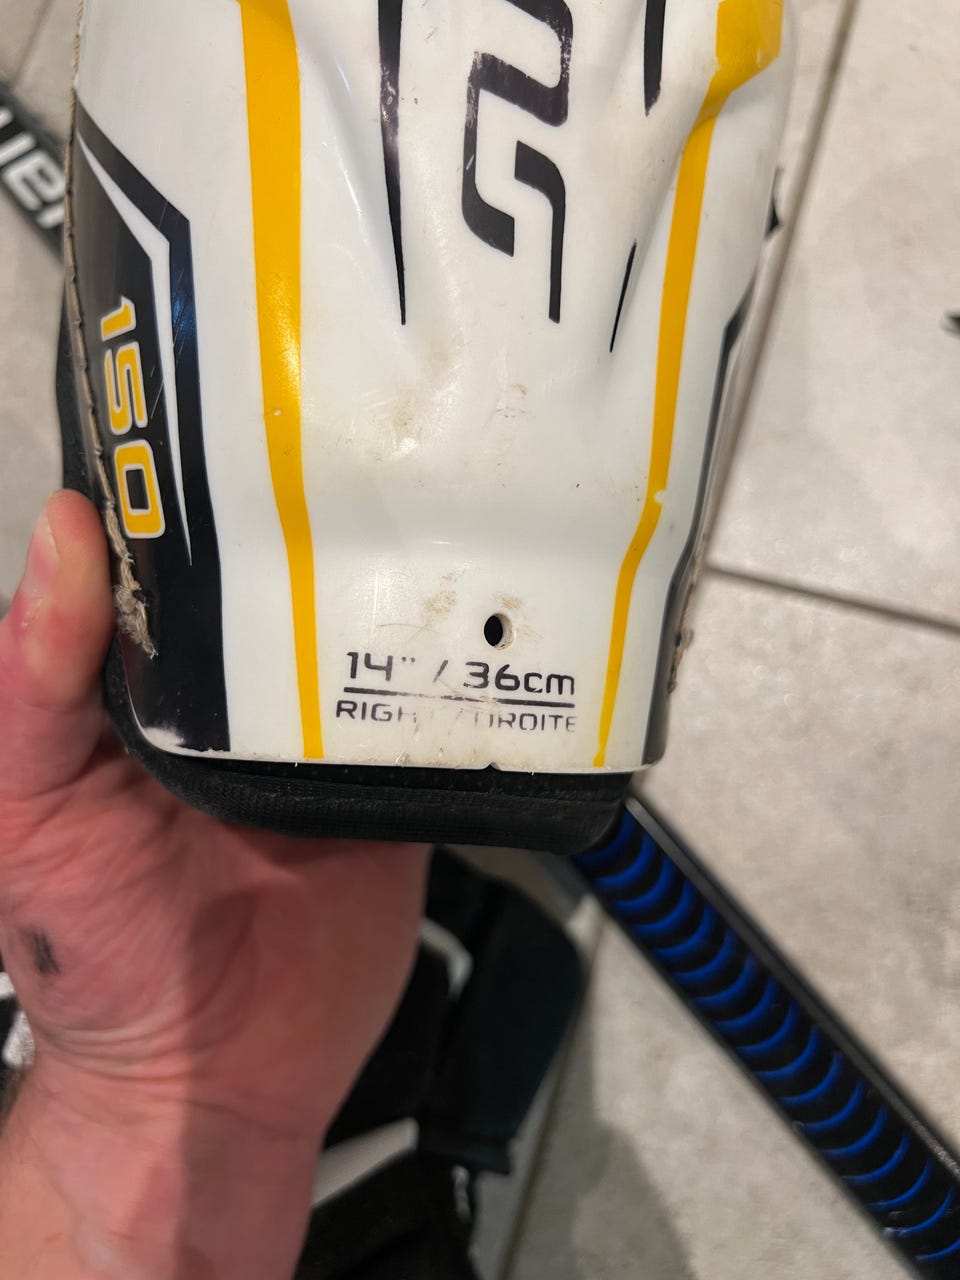 150
14" / 36cm
RIGHT / DROITE